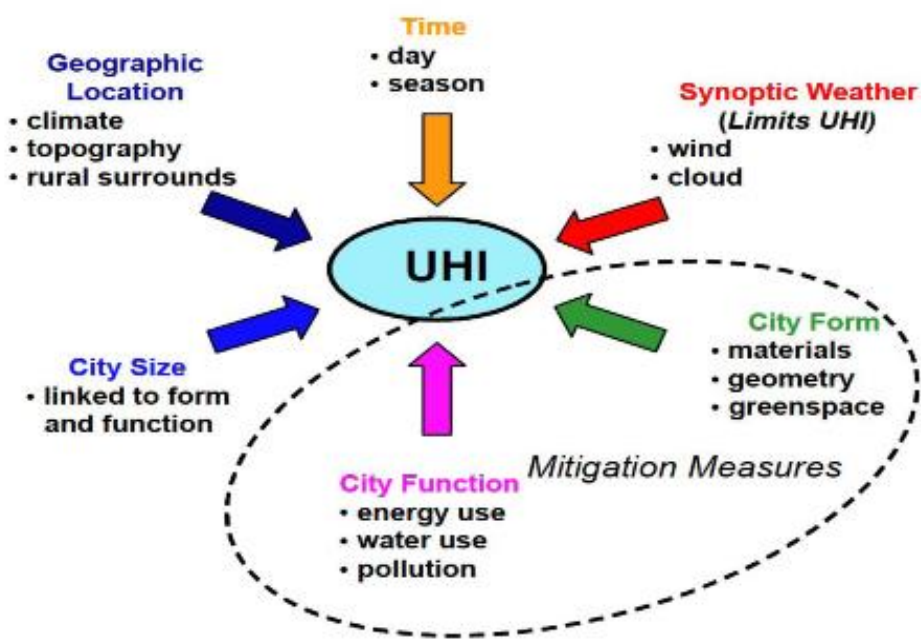 Time
• day
• season
Geographic
Location
• climate
• topography
• rural surrounds
Synoptic Weather
(Limits UHI)
• wind
• cloud
UHI
City Size
• linked to form
and function
City Form
• materials
• geometry
• greenspace
Mitigation Measures
City Function
• energy use
• water use
• pollution